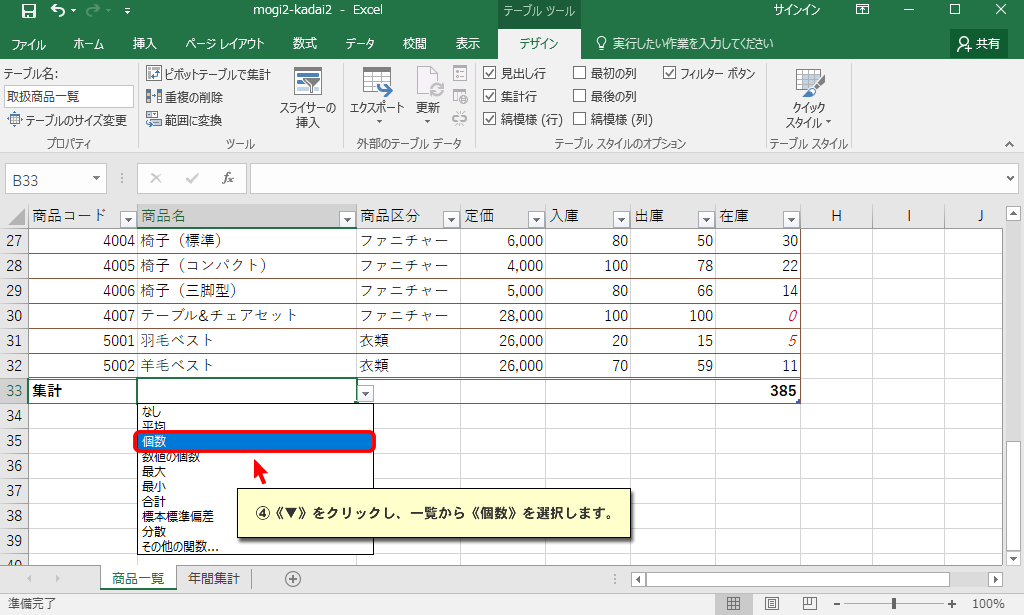 mogi2-kadai2 - Excel
テーブル ツール
サインイン
ファイル ホーム 挿入 ページ レイアウト 数式 データ 校閲 表示 デザイン 実行したい作業を入力してください 共有
テーブル名:
取扱商品一覧
テーブルのサイズ変更
プロパティ
ピボットテーブルで集計
重複の削除
範囲に変換
スライサーの
挿入
ツール
エクスポート
更新
外部のテーブル データ
見出し行 最初の列 フィルター ボタン
集計行 最後の列
縞模様 (行) 縞模様 (列)
テーブル スタイルのオプション
クイック
スタイル
テーブル スタイル
B33
fx
商品コード 商品名 商品区分 定価 入庫 出庫 在庫 H I J
27 4004 椅子（標準） ファニチャー 6,000 80 50 30
28 4005 椅子（コンパクト） ファニチャー 4,000 100 78 22
29 4006 椅子（三脚型） ファニチャー 5,000 80 66 14
30 4007 テーブル&チェアセット ファニチャー 28,000 100 100 0
31 5001 羽毛ベスト 衣類 26,000 20 15 5
32 5002 羊毛ベスト 衣類 26,000 70 59 11
33 集計 385
34
35
36
37
38
39
40
なし
平均
個数
数値の個数
最大
最小
合計
標本標準偏差
分散
その他の関数...
④《▼》をクリックし、一覧から《個数》を選択します。
商品一覧 年間集計
準備完了
100%